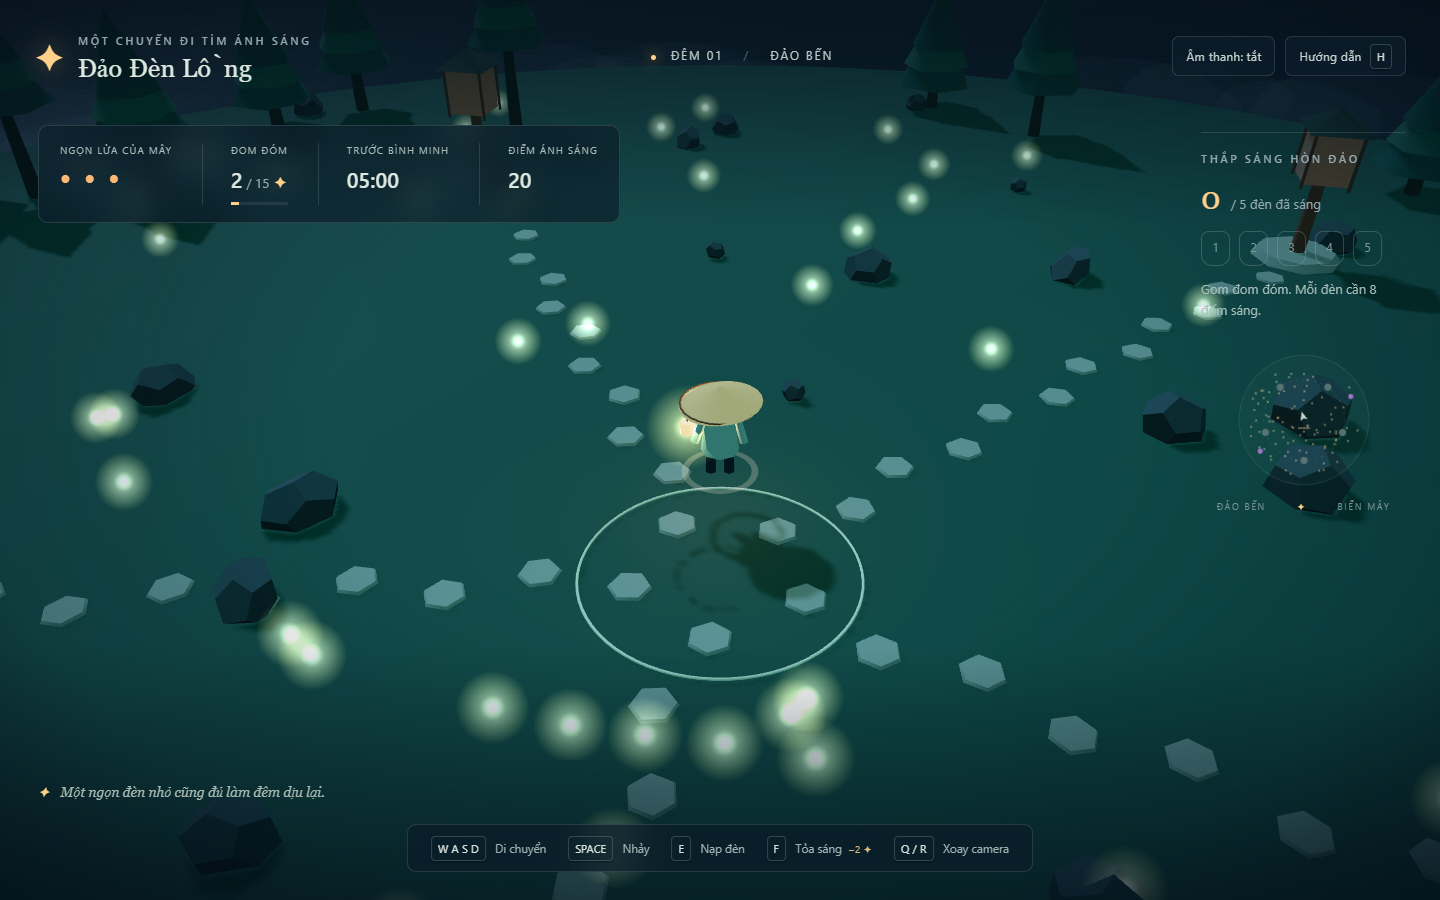 MỘT CHUYẾN ĐI TÌM ÁNH SÁNG
Đảo Đèn Lồng
ĐÊM 01 / ĐẢO BẾN
Âm thanh: tắt
Hướng dẫn H
NGỌN LỬA CỦA MÂY
ĐOM ĐÓM
2 / 15
TRƯỚC BÌNH MINH
05:00
ĐIỂM ÁNH SÁNG
20
THẮP SÁNG HÒN ĐẢO
0 / 5 đèn đã sáng
1 2 3 4 5
Gom đom đóm. Mỗi đèn cần 8
đốm sáng.
ĐẢO BẾN BIỂN MÂY
Một ngọn đèn nhỏ cũng đủ làm đêm dịu lại.
W A S D Di chuyển SPACE Nhảy E Nạp đèn F Tỏa sáng −2 Q / R Xoay camera